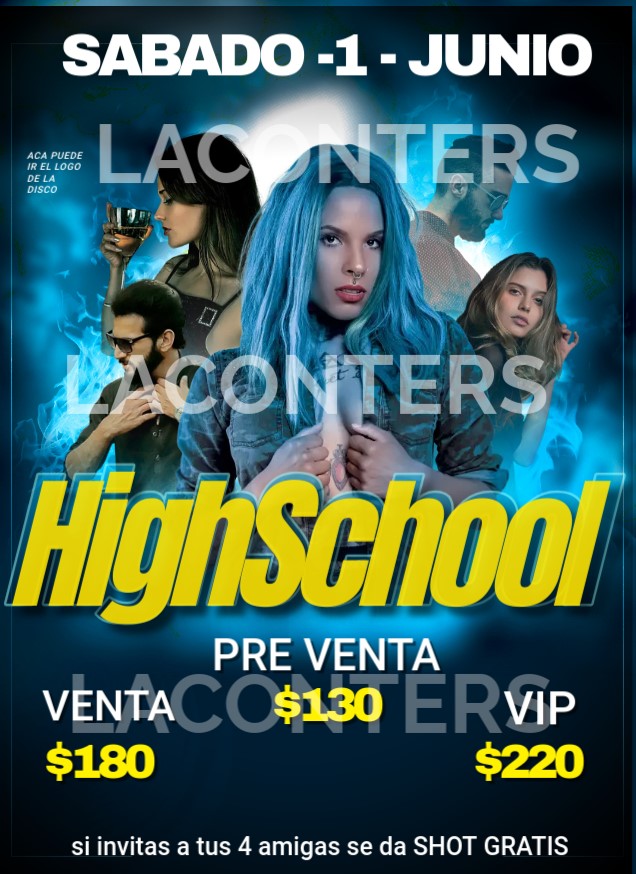 SABADO -1 - JUNIO
LACONTERS
ACA PUEDE
IR EL LOGO
DE LA
DISCO
LACONTERS
HighSchool
PRE VENTA
LACONTERS
VENTA
$130
VIP
$180
$220
si invitas a tus 4 amigas se da SHOT GRATIS